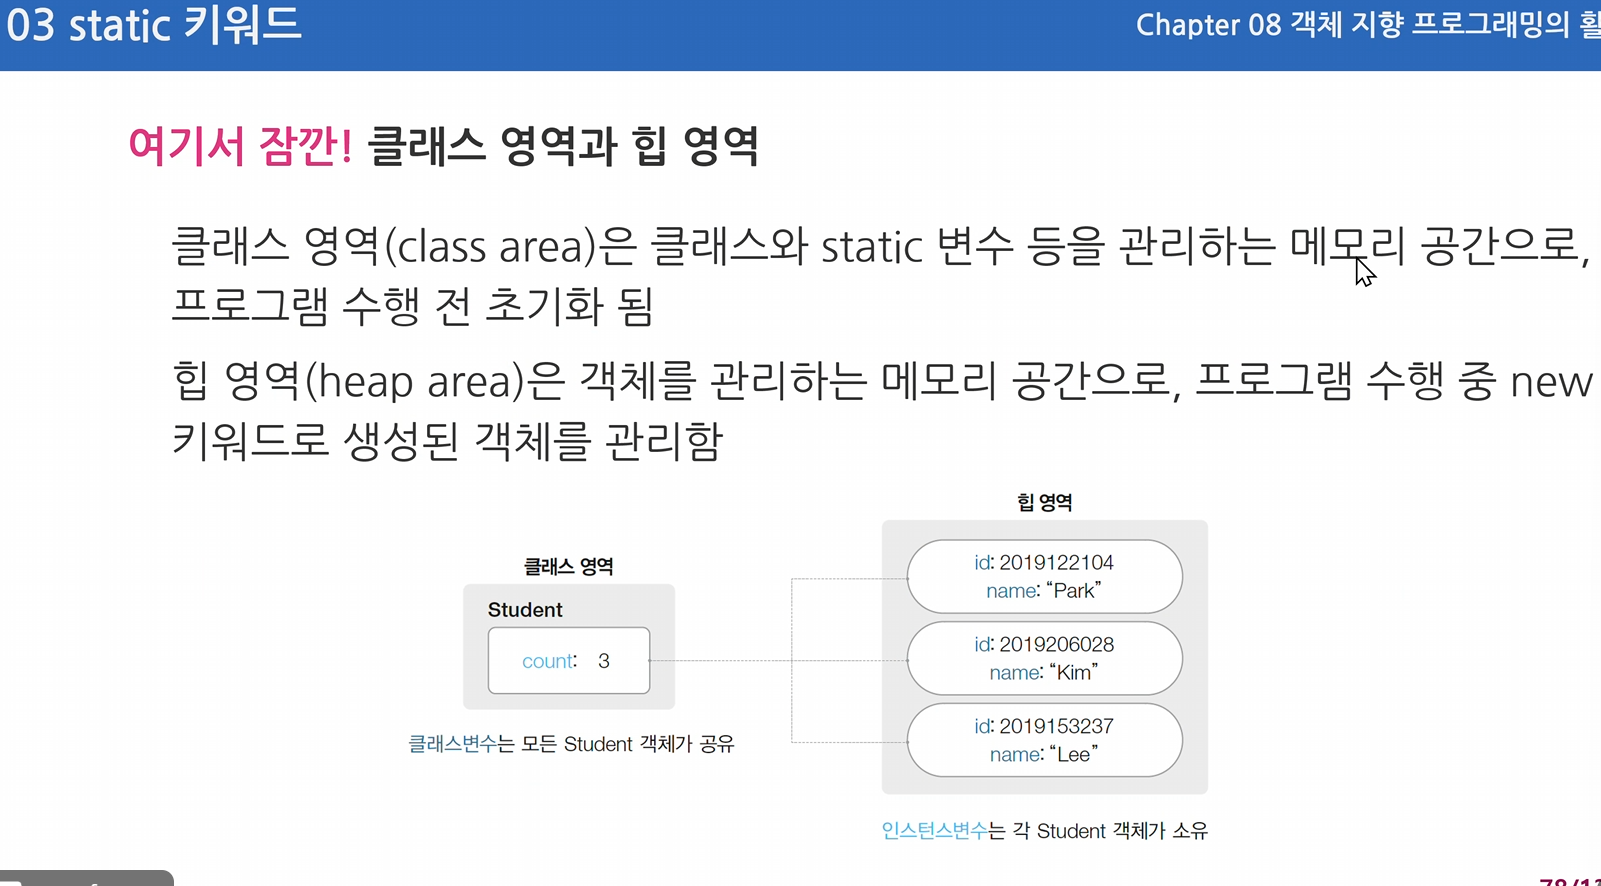 03 static 키워드
Chapter 08 객체 지향 프로그래밍의
여기서 잠깐! 클래스 영역과 힙 영역
클래스 영역(class area)은 클래스와 static 변수 등을 관리하는 메모리 공간으로,
프로그램 수행 전 초기화 됨
힙 영역(heap area)은 객체를 관리하는 메모리 공간으로, 프로그램 수행 중 new
키워드로 생성된 객체를 관리함
클래스 영역
Student
count: 3
클래스변수는 모든 Student 객체가 공유
힙 영역
id: 2019122104
name: “Park”
id: 2019206028
name: “Kim”
id: 2019153237
name: “Lee”
인스턴스변수는 각 Student 객체가 소유